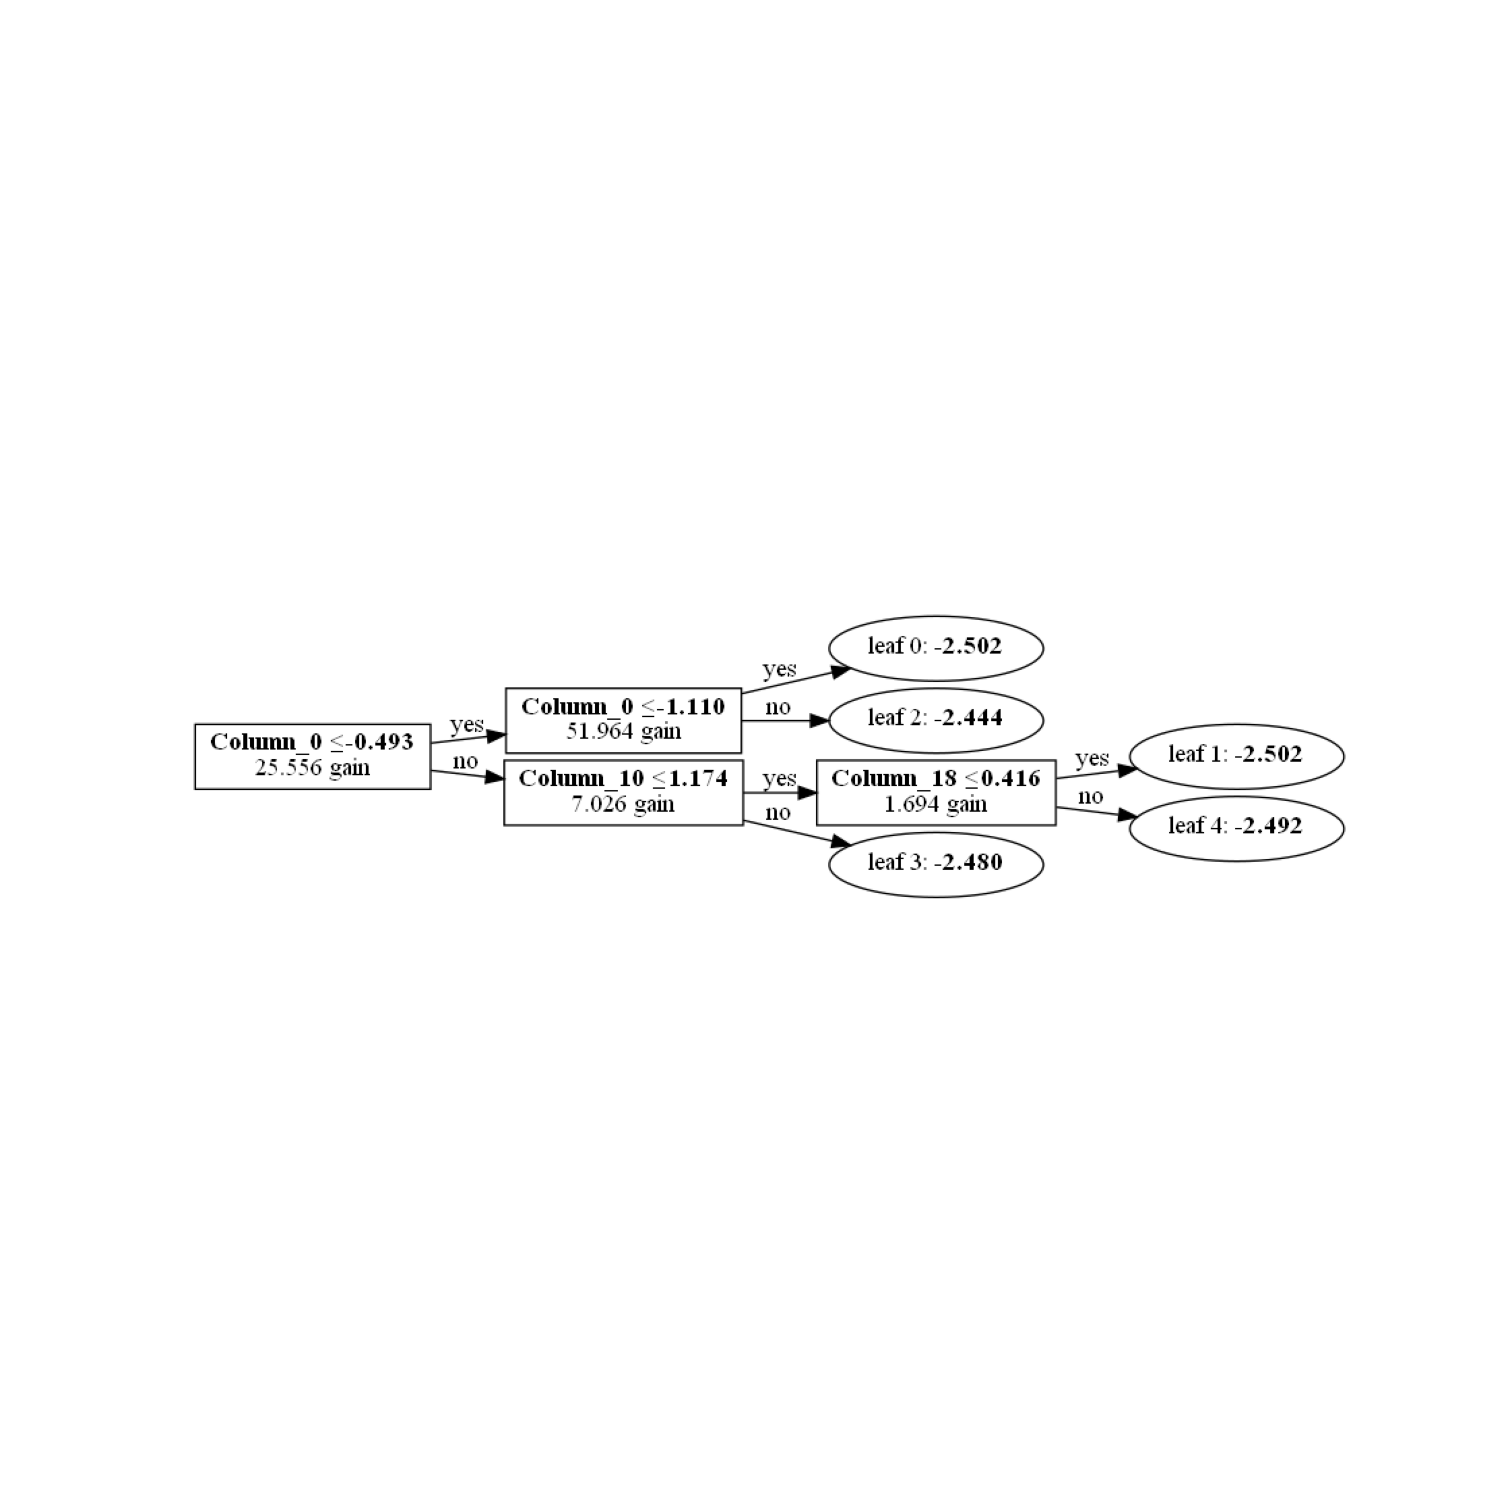 Column_0 ≤-0.493
25.556 gain
yes
no
Column_0 ≤-1.110
51.964 gain
yes
no
Column_10 ≤1.174
7.026 gain
yes
no
leaf 0: -2.502
leaf 2: -2.444
Column_18 ≤0.416
1.694 gain
yes
no
leaf 3: -2.480
leaf 1: -2.502
leaf 4: -2.492